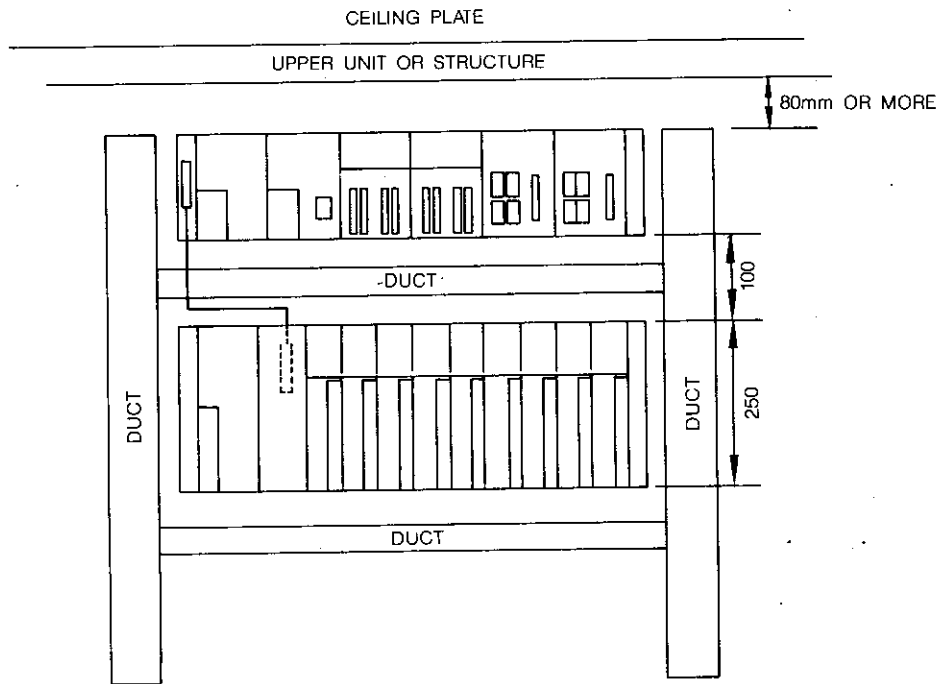 CEILING PLATE
UPPER UNIT OR STRUCTURE
80mm OR MORE
DUCT
100
DUCT
DUCT
250
DUCT